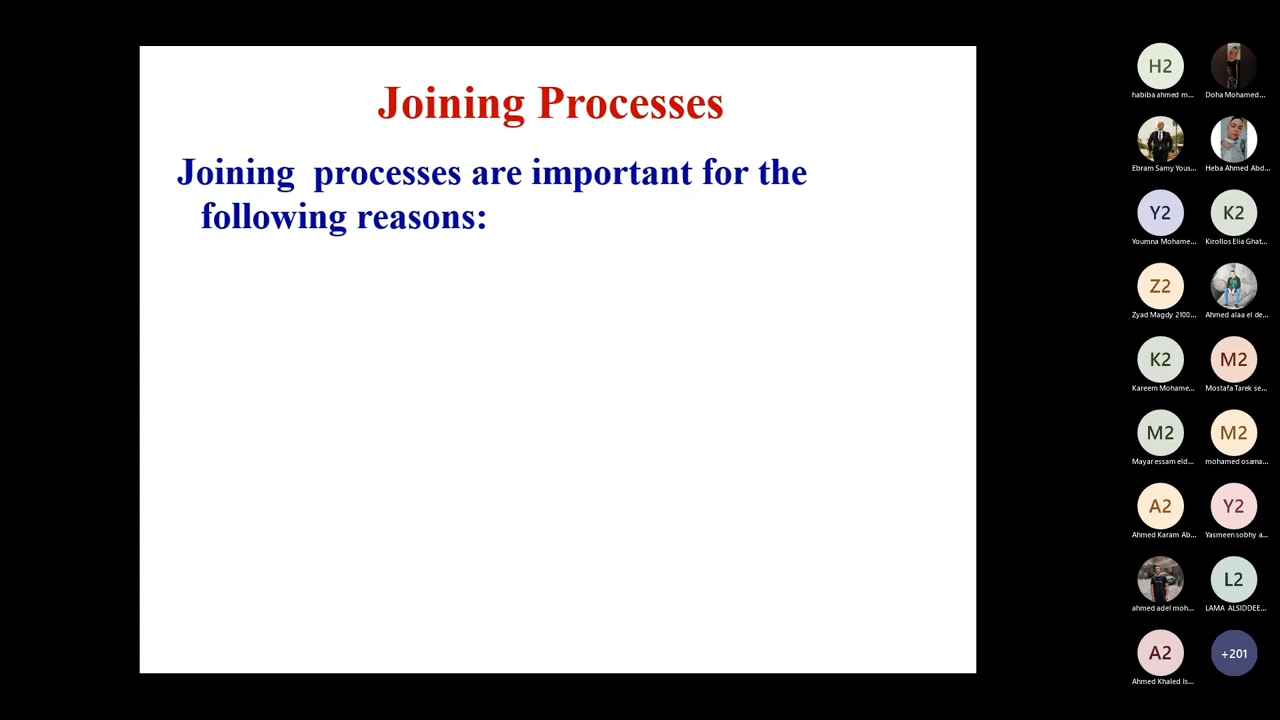 Joining Processes
Joining processes are important for the
following reasons:
H2
habiba ahmed m...
Doha Mohamed...
Ebram Samy Yous...
Heba Ahmed Abd...
Y2
K2
Youmna Mohame...
Kirollos Elia Ghat...
Z2
Zyad Magdy 2100...
Ahmed alaa el de...
K2
M2
Kareem Mohame...
Mostafa Tarek se...
M2
M2
Mayar essam eld...
mohamed osama...
A2
Y2
Ahmed Karam Ab...
Yasmeen sobhy a...
L2
ahmed adel moh...
LAMA ALSIDDEE...
A2
+201
Ahmed Khaled Is...